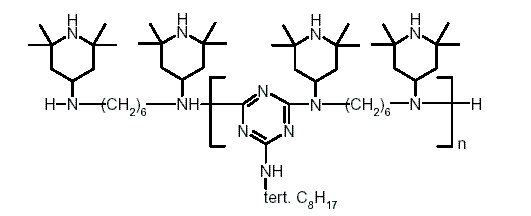 H N H N H N H N
H-N-(CH₂)₆-NH N N N N-(CH₂)₆-N H
n
NH
tert. C₈H₁₇